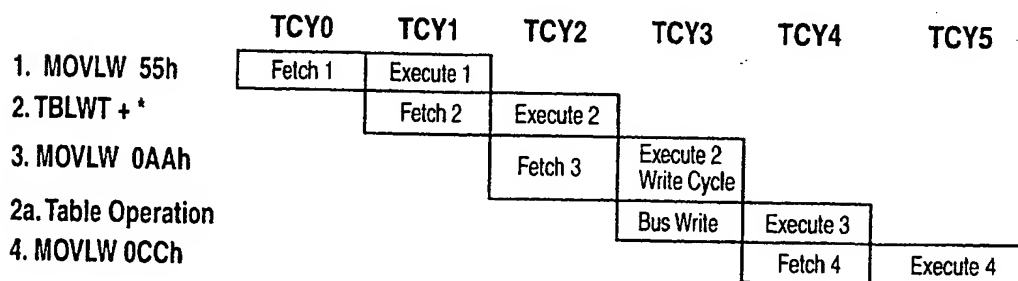 TCY0 TCY1 TCY2 TCY3 TCY4 TCY5
1. MOVLW 55h Fetch 1 Execute 1
2. TBLWT + * Fetch 2 Execute 2
3. MOVLW 0AAh Fetch 3 Execute 2
Write Cycle
2a. Table Operation Bus Write Execute 3
4. MOVLW 0CCh Fetch 4 Execute 4